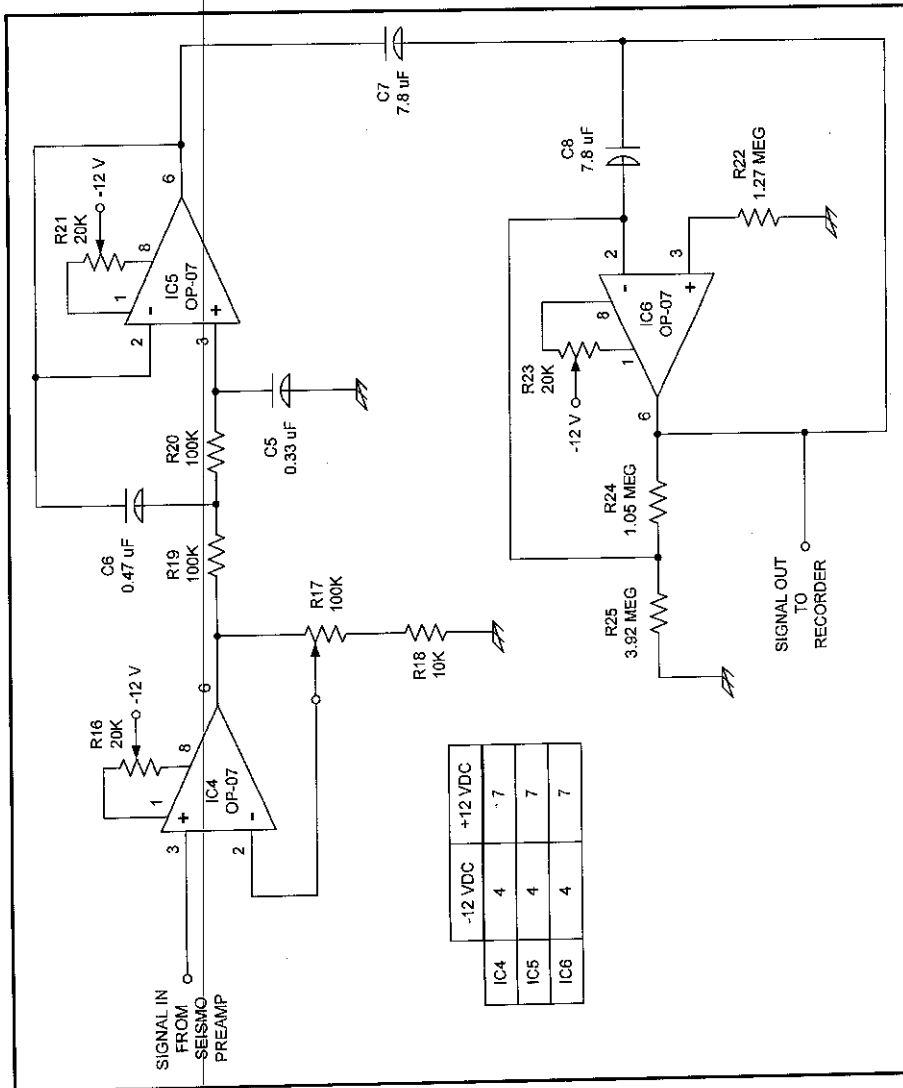 SIGNAL IN
FROM
SEISMO
PREAMP
3
2
+
-
1
8
6
IC4
OP-07
R16
20K
-12 V
R17
100K
R18
10K
R19
100K
C6
0.47 uF
R20
100K
C5
0.33 uF
2
3
-
+
1
8
6
IC5
OP-07
R21
20K
-12 V
C7
7.8 uF
C8
7.8 uF
R22
1.27 MEG
2
3
-
+
8
1
6
IC6
OP-07
R23
20K
-12 V
R24
1.05 MEG
R25
3.92 MEG
SIGNAL OUT
TO
RECORDER
-12 VDC +12 VDC
IC4 4 7
IC5 4 7
IC6 4 7